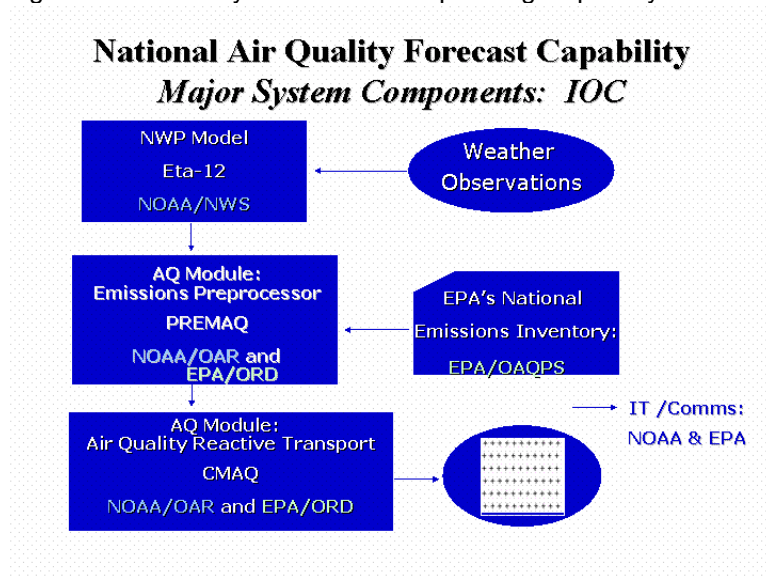 National Air Quality Forecast Capability
Major System Components: IOC
NWP Model
Eta-12
NOAA/NWS
Weather
Observations
AQ Module:
Emissions Preprocessor
PREMAQ
NOAA/OAR and
EPA/ORD
EPA's National
Emissions Inventory:
EPA/OAQPS
AQ Module:
Air Quality Reactive Transport
CMAQ
NOAA/OAR and EPA/ORD
IT /Comms:
NOAA & EPA